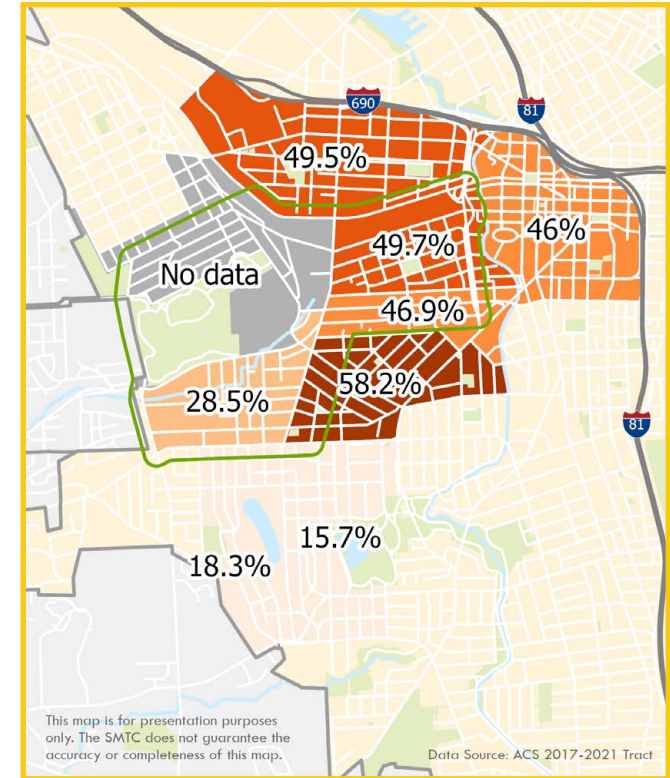 690
81
49.5%
46%
49.7%
No data
46.9%
58.2%
28.5%
81
15.7%
18.3%
This map is for presentation purposes
only. The SMTC does not guarantee the
accuracy or completeness of this map.
Data Source: ACS 2017-2021 Tract